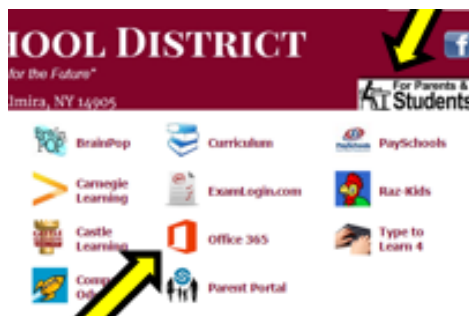 HOOL DISTRICT
for the Future"
lmira, NY 14905
For Parents &
Students
BrainPop
Curriculum
PaySchools
Carnegie
Learning
ExamLogin.com
Raz-Kids
Castle
Learning
Office 365
Type to
Learn 4
Parent Portal